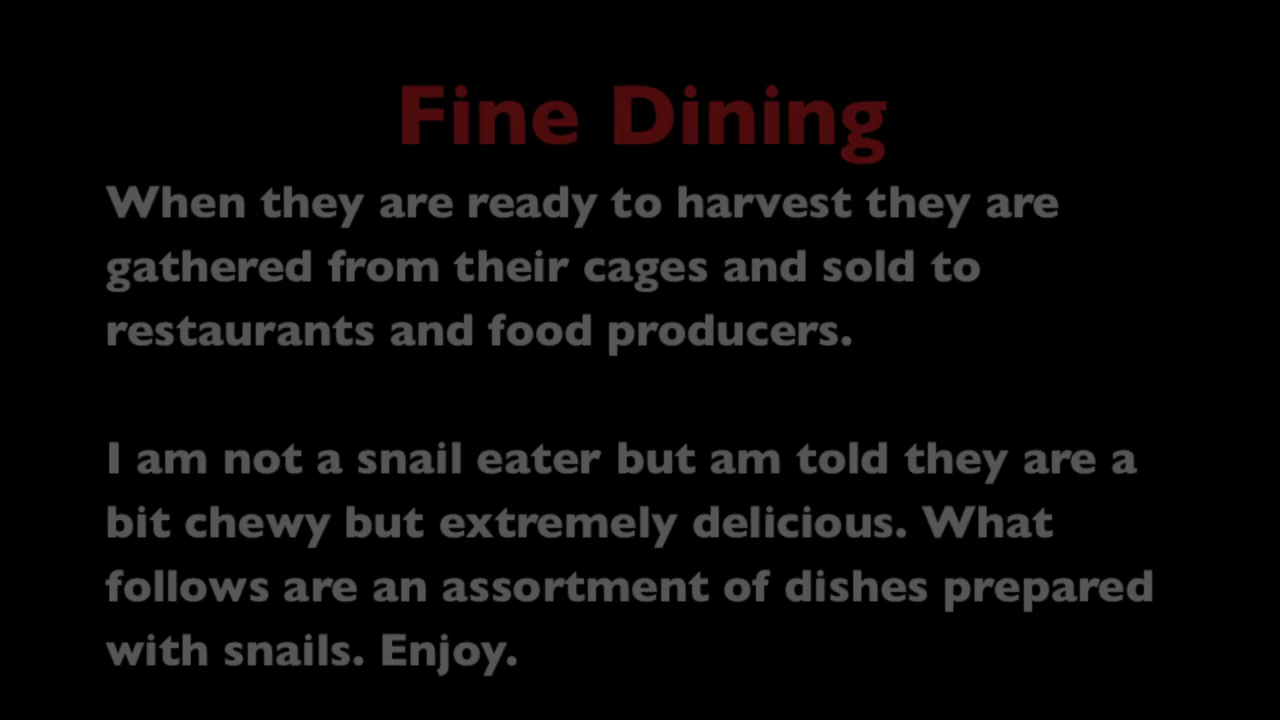 Fine Dining
When they are ready to harvest they are
gathered from their cages and sold to
restaurants and food producers.
I am not a snail eater but am told they are a
bit chewy but extremely delicious. What
follows are an assortment of dishes prepared
with snails. Enjoy.